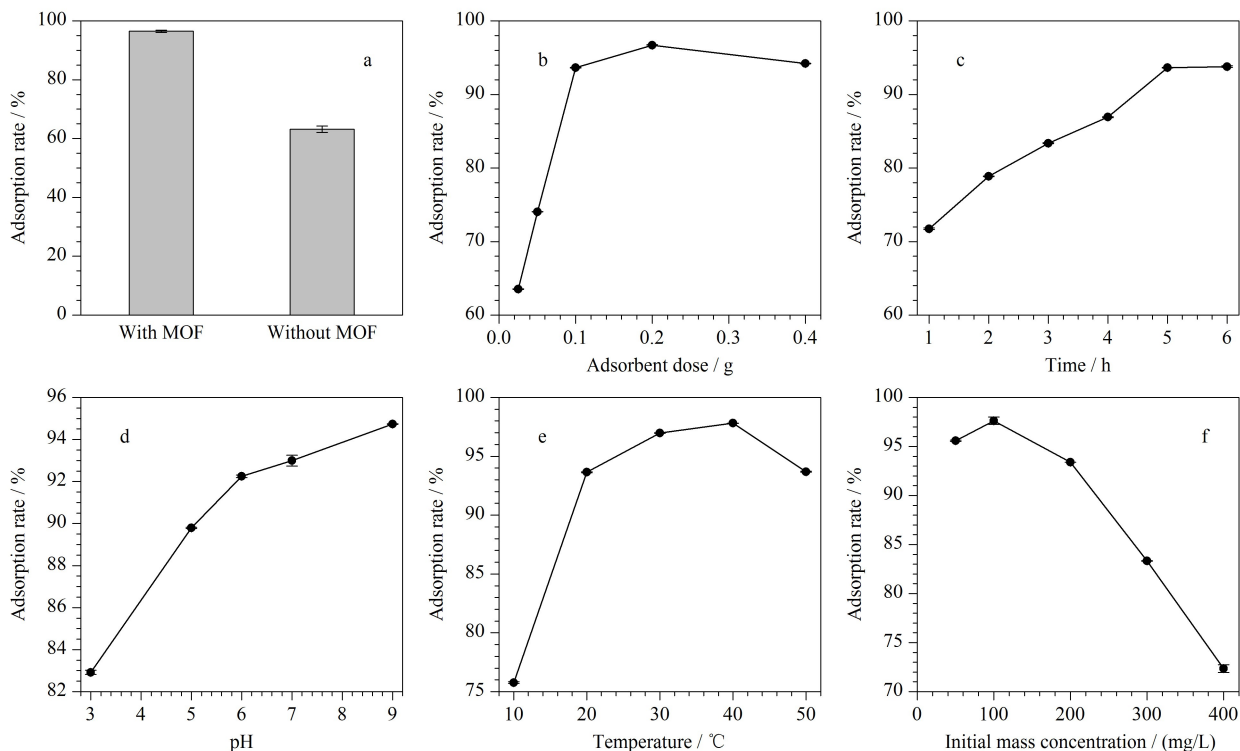 100
80
60
40
20
0
Adsorption rate / %
With MOF
Without MOF
a
100
90
80
70
60
Adsorption rate / %
0.0 0.1 0.2 0.3 0.4
Adsorbent dose / g
b
100
90
80
70
60
Adsorption rate / %
1 2 3 4 5 6
Time / h
c
96
94
92
90
88
86
84
82
Adsorption rate / %
3 4 5 6 7 8 9
pH
d
100
95
90
85
80
75
Adsorption rate / %
10 20 30 40 50
Temperature / ℃
e
100
95
90
85
80
75
70
Adsorption rate / %
0 100 200 300 400
Initial mass concentration / (mg/L)
f